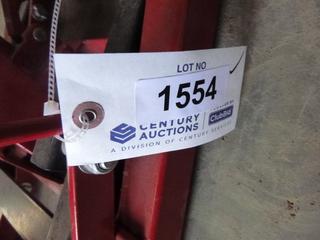 LOT NO
1554
CENTURY
AUCTIONS
ClubBid
A DIVISION OF CENTURY SERVICES